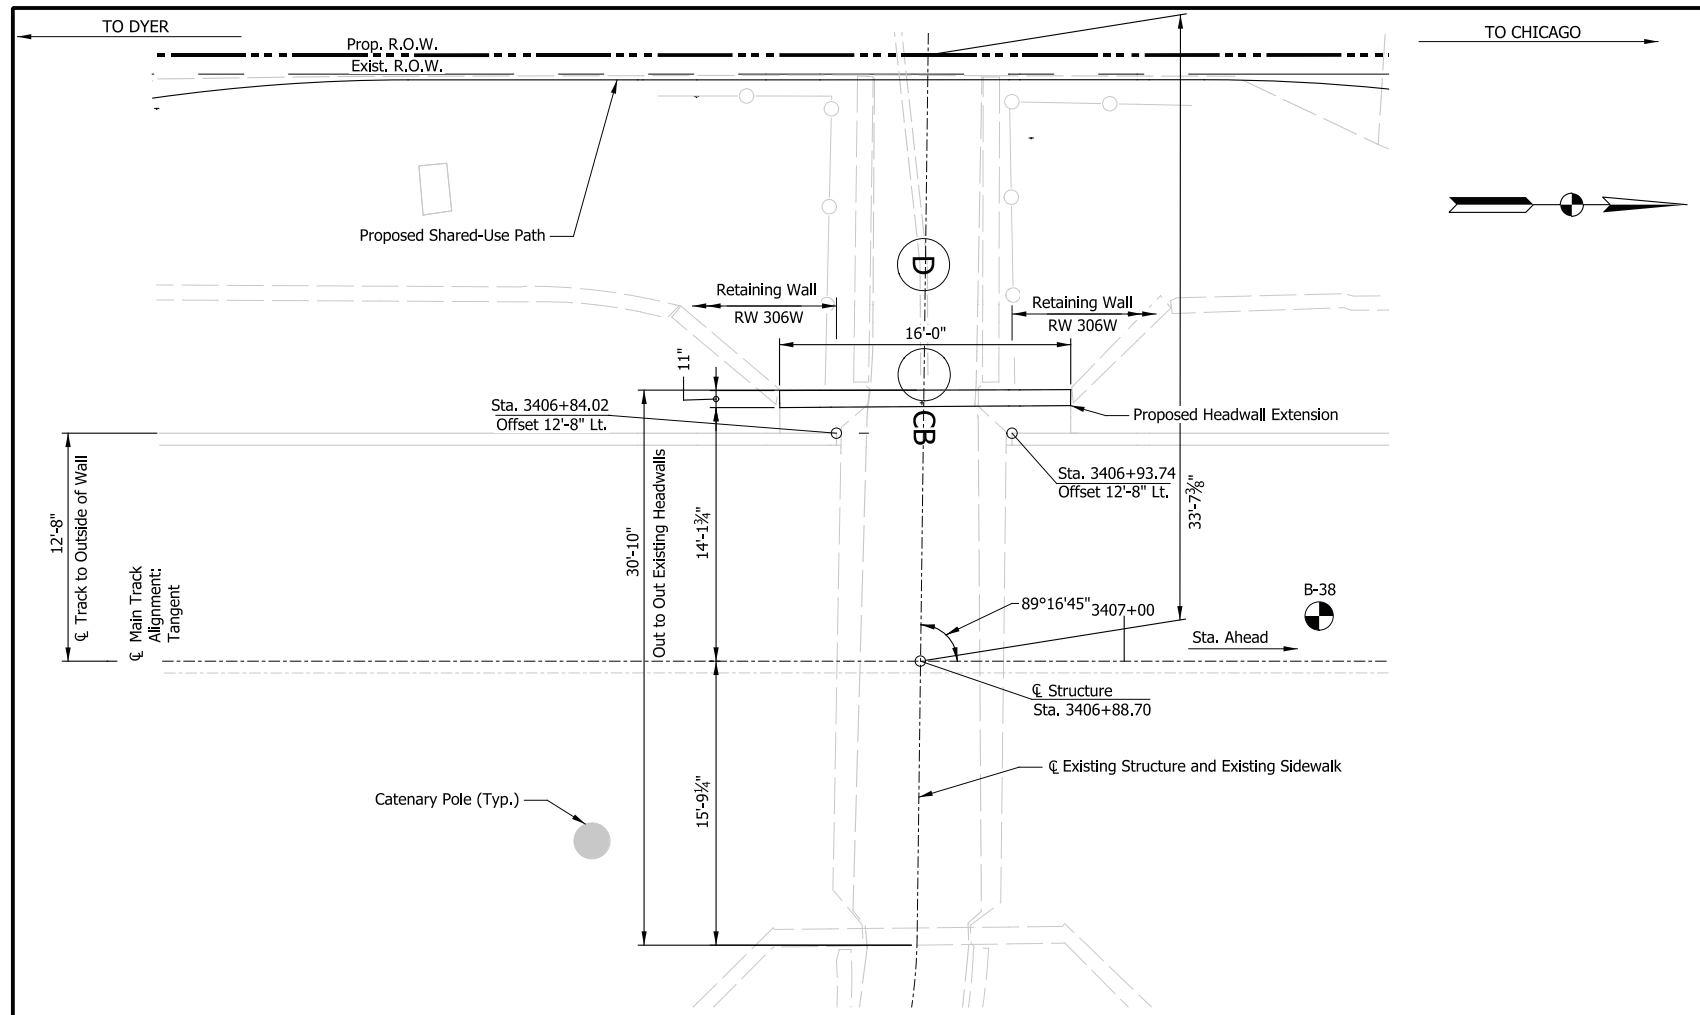 TO DYER
TO CHICAGO
Prop. R.O.W.
Exist. R.O.W.
Proposed Shared-Use Path
D
Retaining Wall
RW 306W
Retaining Wall
RW 306W
16'-0"
11"
Sta. 3406+84.02
Offset 12'-8" Lt.
Proposed Headwall Extension
CB
Sta. 3406+93.74
Offset 12'-8" Lt.
33'-7⅜"
12'-8"
℄ Track to Outside of Wall
℄ Main Track
Alignment:
Tangent
30'-10"
Out to Out Existing Headwalls
14'-1¾"
89°16'45"
3407+00
B-38
Sta. Ahead
℄ Structure
Sta. 3406+88.70
℄ Existing Structure and Existing Sidewalk
Catenary Pole (Typ.)
15'-9¼"